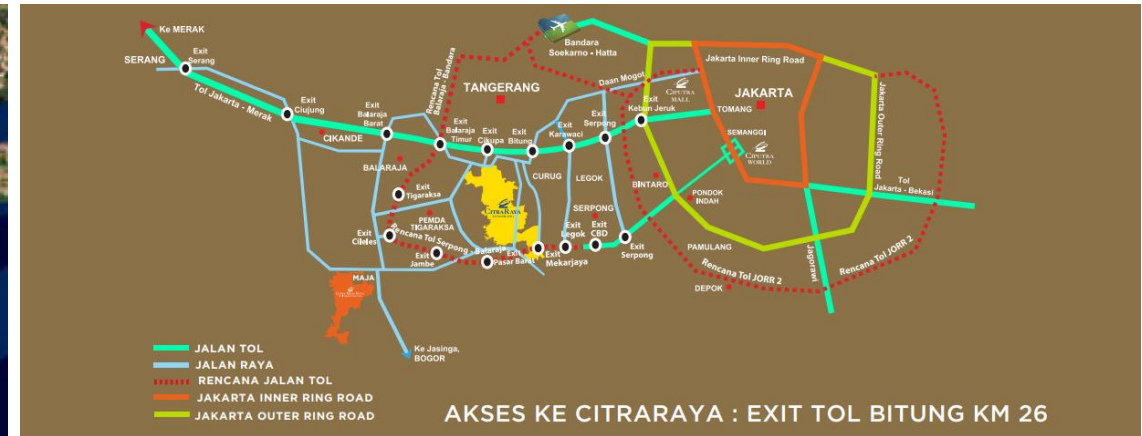 Ke MERAK
SERANG
Exit
Serang
Tol Jakarta - Merak
Exit
Ciujung
CIKANDE
Exit
Balaraja
Barat
BALARAJA
Rencana Tol
Balaraja - Bandara
Exit
Balaraja
Timur
TANGERANG
Exit
Cikupa
Exit
Bitung
Bandara
Soekarno - Hatta
Daan Mogot
Exit
Karawaci
Exit
Serpong
Exit
Kebun Jeruk
CIPUTRA
MALL
Jakarta Inner Ring Road
JAKARTA
TOMANG
SEMANGGI
CIPUTRA
WORLD
Jakarta Outer Ring Road
Tol
Jakarta - Bekasi
Exit
Tigaraksa
PEMDA
TIGARAKSA
CITRARAYA
CURUG
LEGOK
SERPONG
BINTARO
PONDOK
INDAH
Exit
Cileles
Rencana Tol Serpong - Balaraja
Exit
Jambe
Exit
Pasar Barat
Exit
Legok
Mekarjaya
Exit
CBD
Exit
Serpong
PAMULANG
Rencana Tol JORR 2
DEPOK
Jagorawi
Rencana Tol JORR 2
MAJA
Ke Jasinga,
BOGOR
JALAN TOL
JALAN RAYA
RENCANA JALAN TOL
JAKARTA INNER RING ROAD
JAKARTA OUTER RING ROAD
AKSES KE CITRARAYA : EXIT TOL BITUNG KM 26